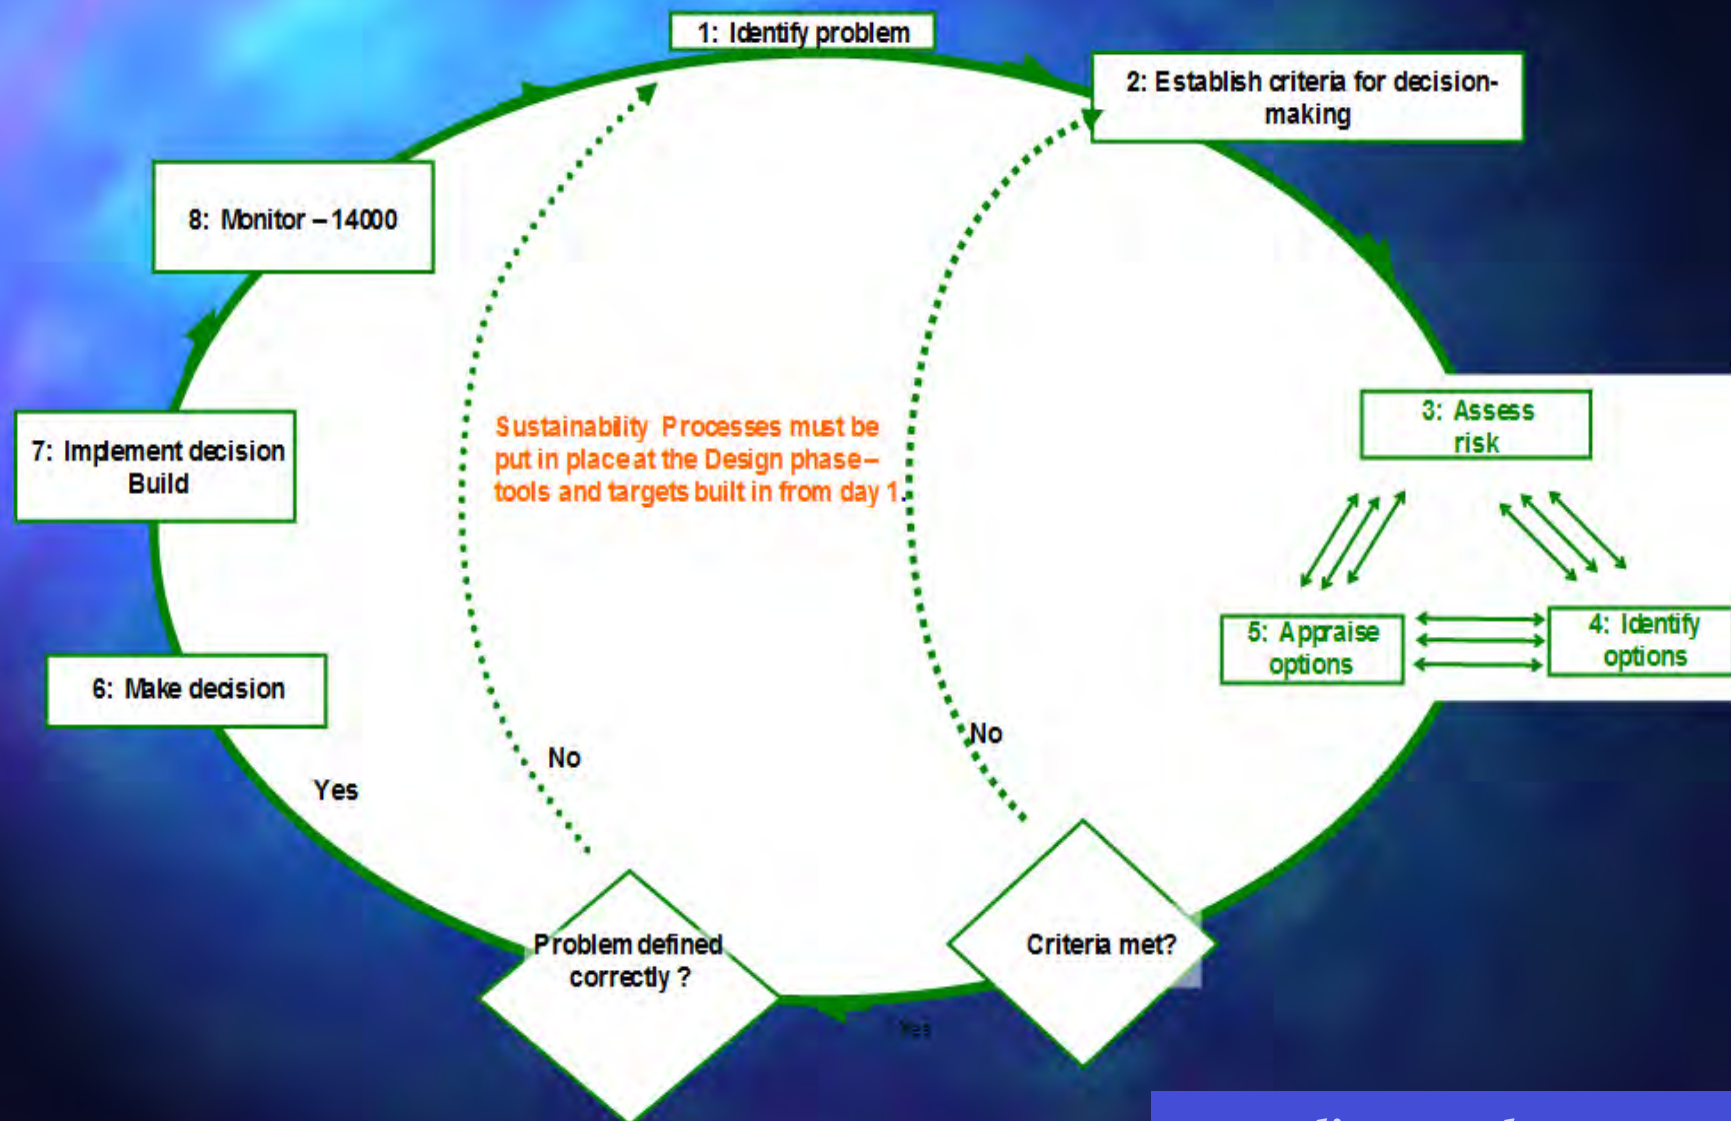 1: Identify problem
2: Establish criteria for decision-
making
8: Monitor – 14000
3: Assess
risk
Sustainability Processes must be
put in place at the Design phase –
tools and targets built in from day 1.
7: Implement decision
Build
5: Appraise
options
4: Identify
options
6: Make decision
No
No
Yes
Problem defined
correctly ?
Criteria met?
Yes